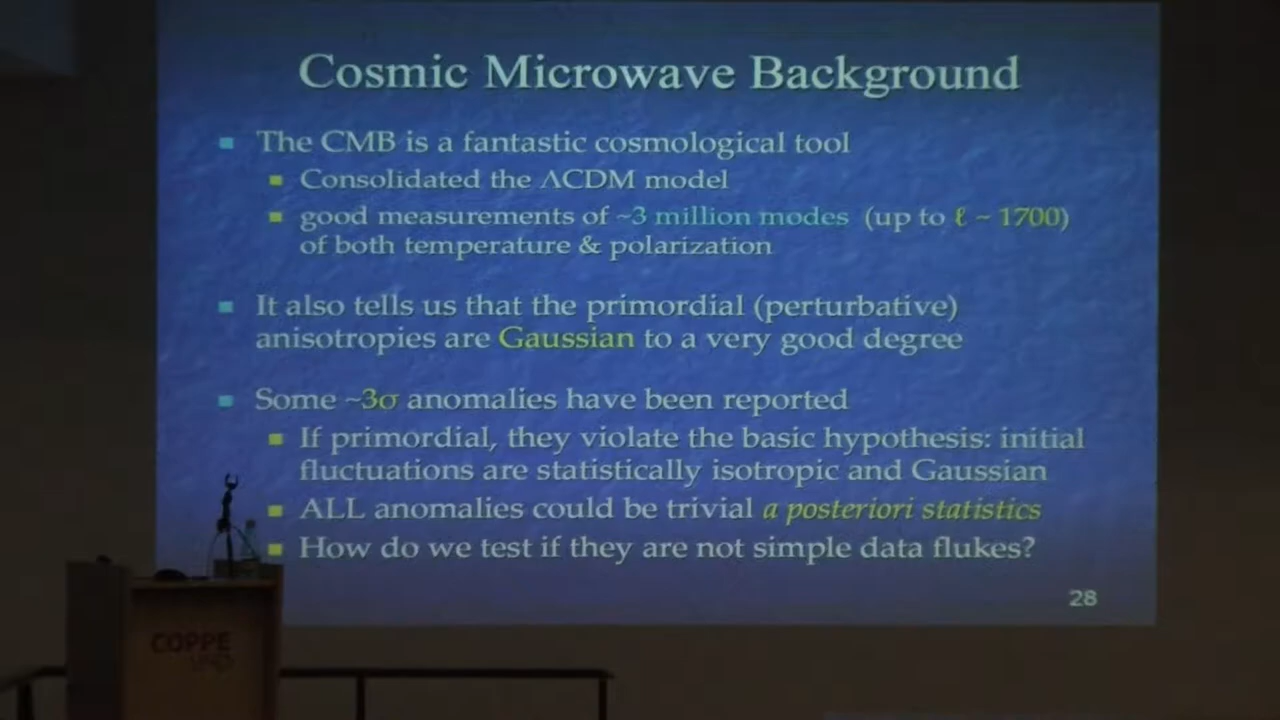 Cosmic Microwave Background
The CMB is a fantastic cosmological tool
Consolidated the ΛCDM model
good measurements of ~3 million modes (up to ℓ ~ 1700)
of both temperature & polarization
It also tells us that the primordial (perturbative)
anisotropies are Gaussian to a very good degree
Some ~3σ anomalies have been reported
If primordial, they violate the basic hypothesis: initial
fluctuations are statistically isotropic and Gaussian
ALL anomalies could be trivial a posteriori statistics
How do we test if they are not simple data flukes?
28
COPPE
UFRJ